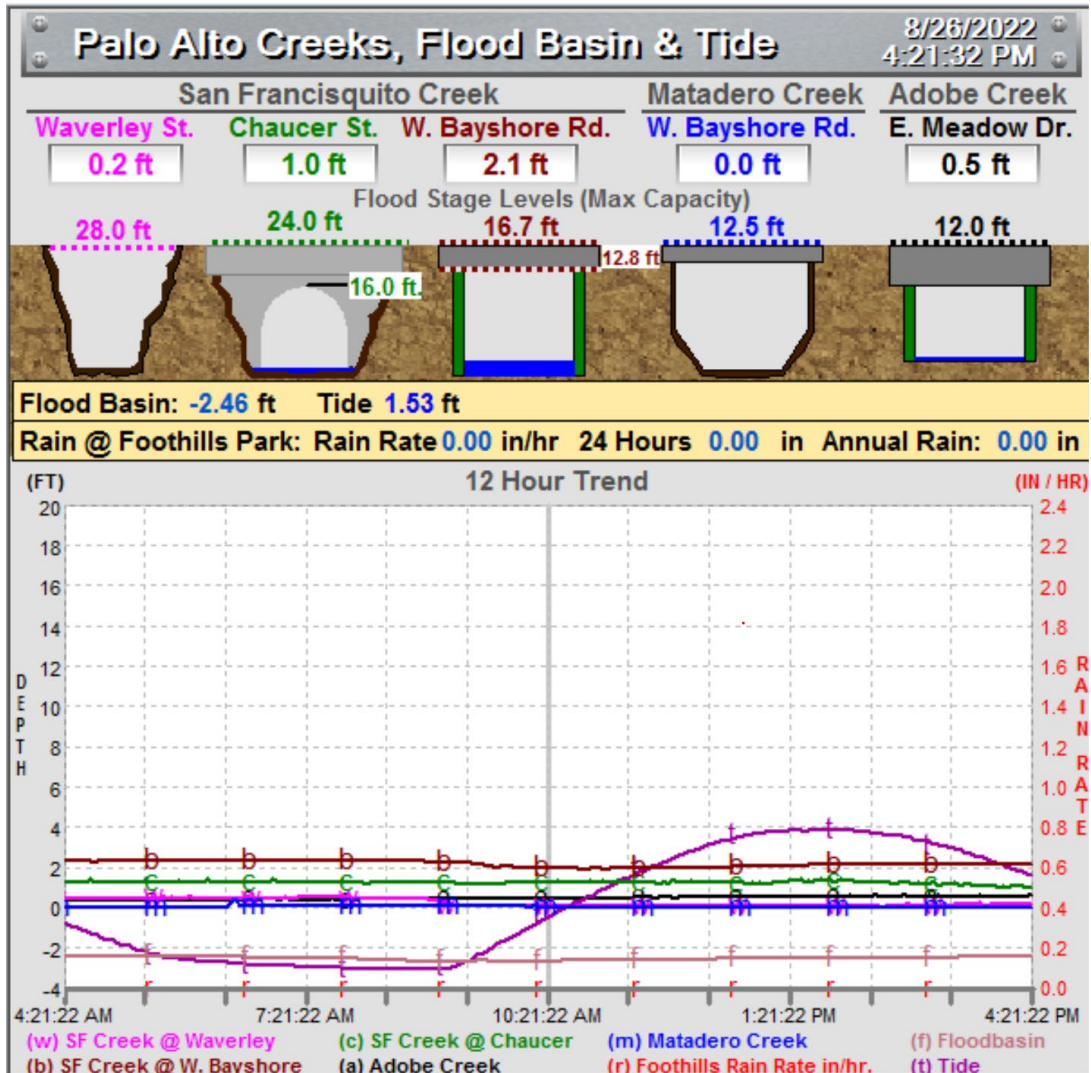 Palo Alto Creeks, Flood Basin & Tide
8/26/2022
4:21:32 PM
San Francisquito Creek Matadero Creek Adobe Creek
Waverley St. Chaucer St. W. Bayshore Rd. W. Bayshore Rd. E. Meadow Dr.
0.2 ft 1.0 ft 2.1 ft 0.0 ft 0.5 ft
Flood Stage Levels (Max Capacity)
28.0 ft 24.0 ft 16.7 ft 12.5 ft 12.0 ft
12.8 ft
16.0 ft.
Flood Basin: -2.46 ft Tide 1.53 ft
Rain @ Foothills Park: Rain Rate 0.00 in/hr 24 Hours 0.00 in Annual Rain: 0.00 in
(FT) 12 Hour Trend (IN / HR)
20 2.4
18 2.2
16 2.0
14 1.8
12 1.6
10 1.4
8 1.2
6 1.0
4 0.8
2 0.6
0 0.4
-2 0.2
-4 0.0
DEPTH
RAIN RATE
b b b b b b b b b
c c c c c c c c c
t t t t t t t
f f f f f f f f f
r r r r r r r r r
4:21:22 AM 7:21:22 AM 10:21:22 AM 1:21:22 PM 4:21:22 PM
(w) SF Creek @ Waverley (c) SF Creek @ Chaucer (m) Matadero Creek (f) Floodbasin
(b) SF Creek @ W. Bayshore (a) Adobe Creek (r) Foothills Rain Rate in/hr. (t) Tide